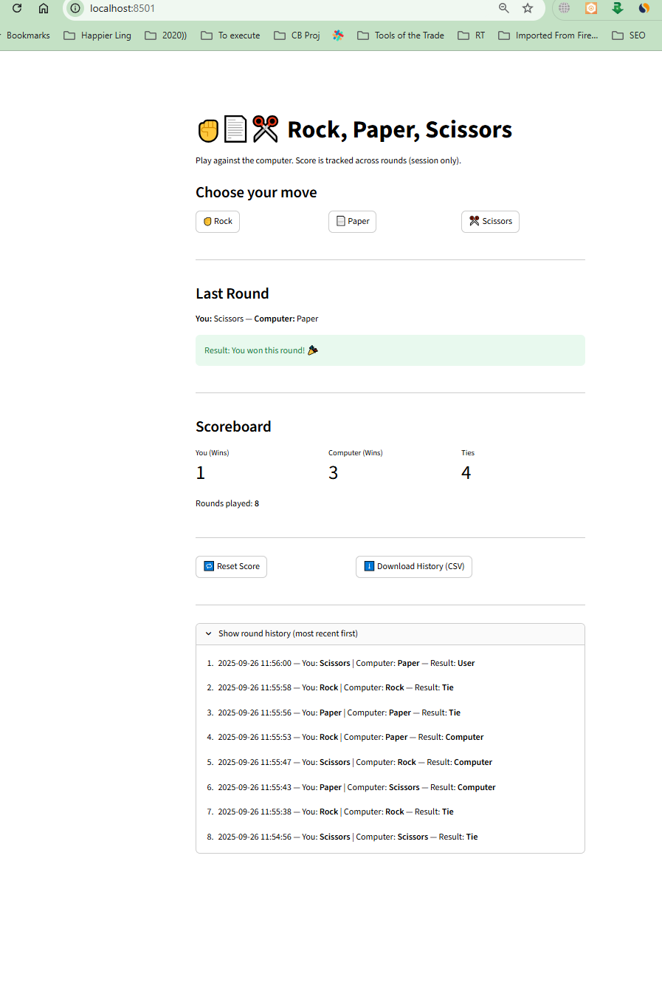 localhost:8501
Bookmarks Happier Ling 2020)) To execute CB Proj Tools of the Trade RT Imported From Fire... SEO
Rock, Paper, Scissors
Play against the computer. Score is tracked across rounds (session only).
Choose your move
Rock Paper Scissors
Last Round
You: Scissors — Computer: Paper
Result: You won this round!
Scoreboard
You (Wins) Computer (Wins) Ties
1 3 4
Rounds played: 8
Reset Score Download History (CSV)
Show round history (most recent first)
1. 2025-09-26 11:56:00 — You: Scissors | Computer: Paper — Result: User
2. 2025-09-26 11:55:58 — You: Rock | Computer: Rock — Result: Tie
3. 2025-09-26 11:55:56 — You: Paper | Computer: Paper — Result: Tie
4. 2025-09-26 11:55:53 — You: Rock | Computer: Paper — Result: Computer
5. 2025-09-26 11:55:47 — You: Scissors | Computer: Rock — Result: Computer
6. 2025-09-26 11:55:43 — You: Paper | Computer: Scissors — Result: Computer
7. 2025-09-26 11:55:38 — You: Rock | Computer: Rock — Result: Tie
8. 2025-09-26 11:54:56 — You: Scissors | Computer: Scissors — Result: Tie